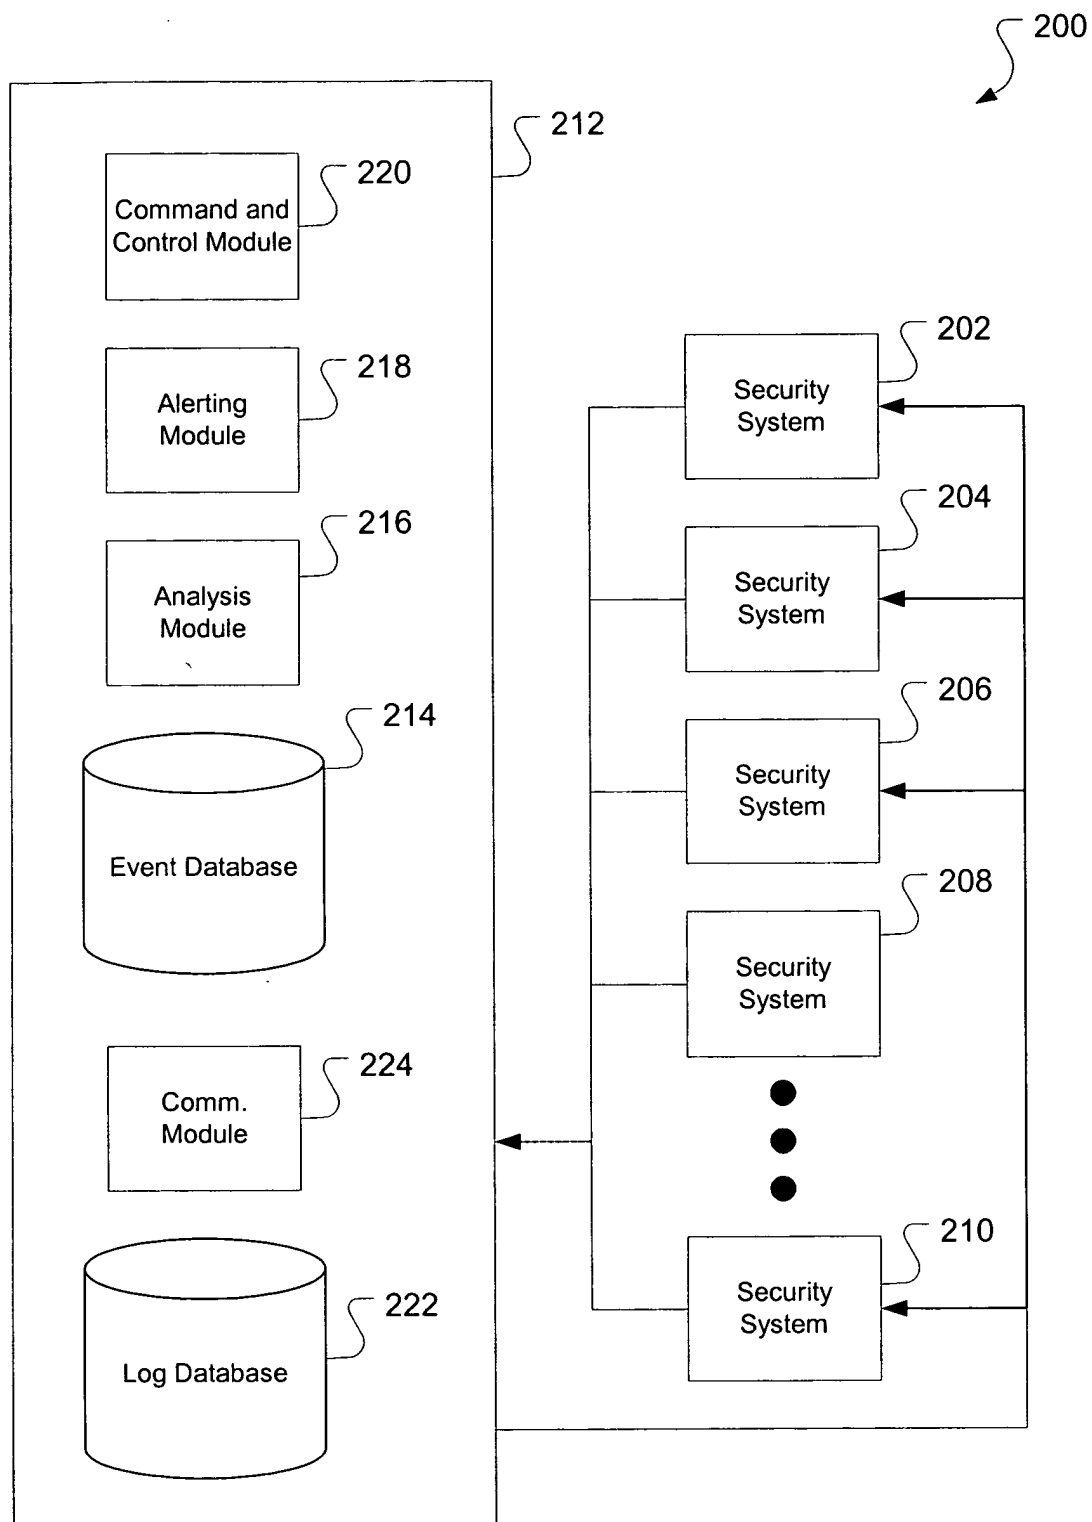 200
212
220
Command and
Control Module
218
Alerting
Module
216
Analysis
Module
214
Event Database
224
Comm.
Module
222
Log Database
202
Security
System
204
Security
System
206
Security
System
208
Security
System
210
Security
System